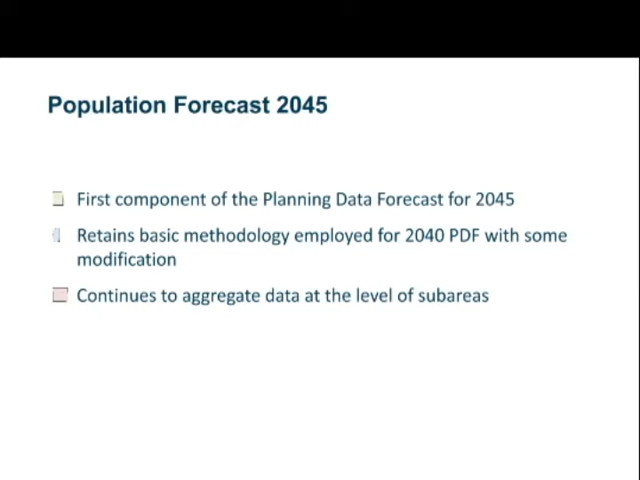 Population Forecast 2045
First component of the Planning Data Forecast for 2045
Retains basic methodology employed for 2040 PDF with some
modification
Continues to aggregate data at the level of subareas